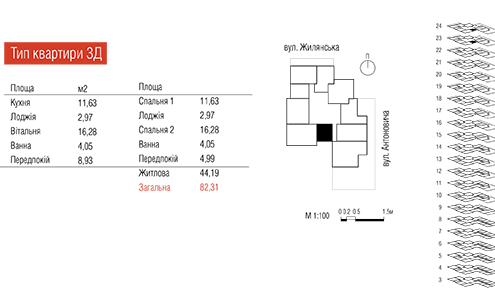 Тип квартири 3Д
Площа м2
Кухня 11,63
Лоджія 2,97
Вітальня 16,28
Ванна 4,05
Передпокій 8,93
Площа
Спальня 1 11,63
Лоджія 2,97
Спальня 2 16,28
Ванна 4,05
Передпокій 4,99
Житлова 44,19
Загальна 82,31
вул. Жилянська
П
вул. Антоновича
М 1:100
0 0,2 0,5 1,5м
24
23
22
21
20
19
18
17
16
15
14
13
12
11
10
9
8
7
6
5
4
3